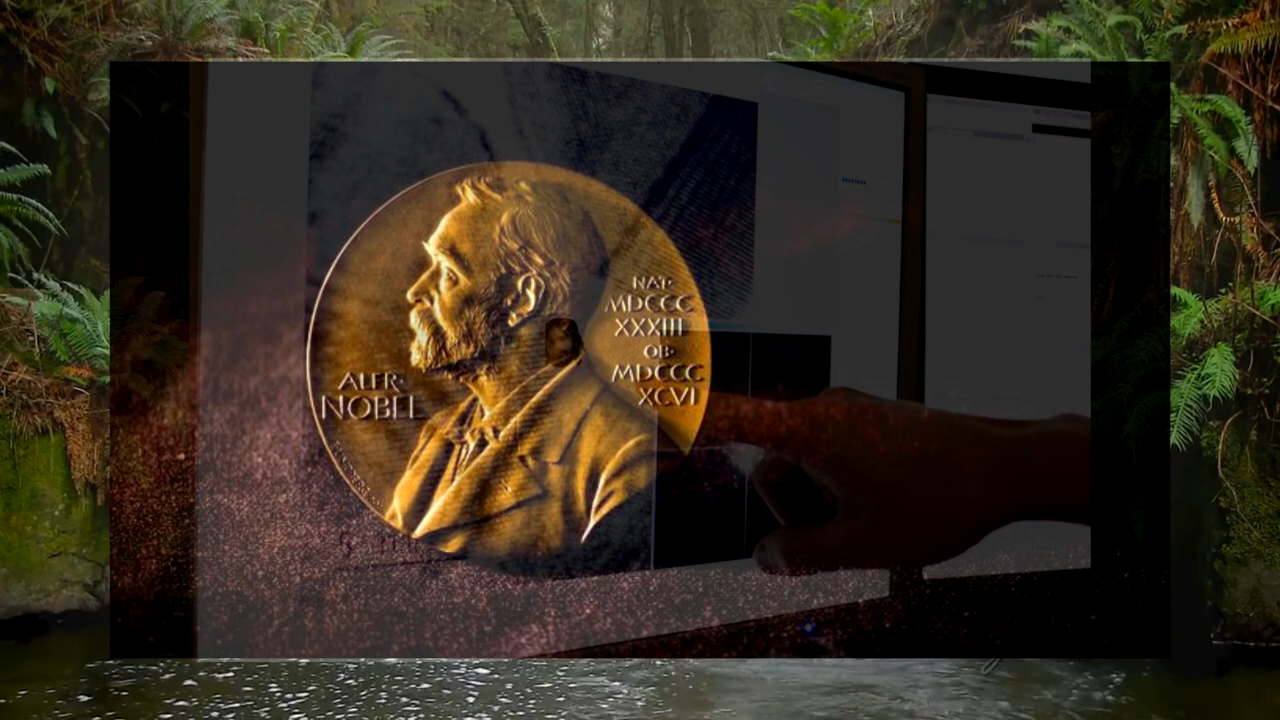 ALFR·
NOBEL
NAT·
MDCCC
XXXIII
OB·
MDCCC
XCVI